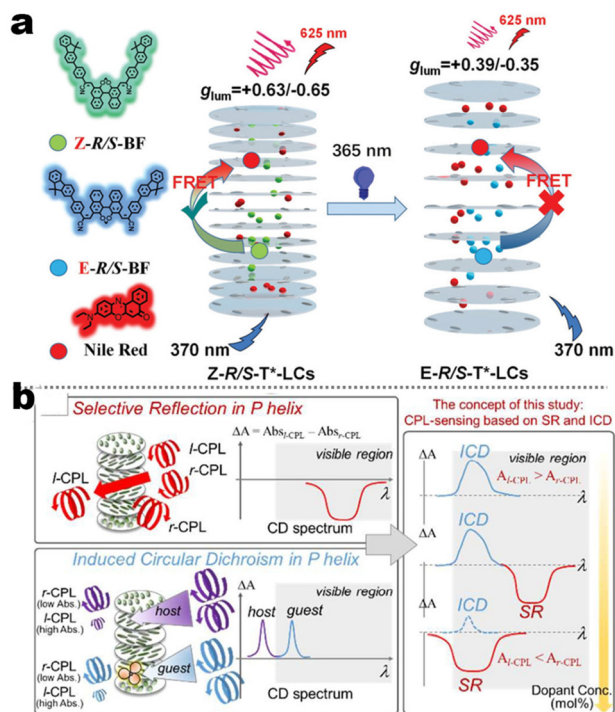 a
625 nm
g_lum=+0.63/-0.65
625 nm
g_lum=+0.39/-0.35
CN
NC
Z-R/S-BF
NC
CN
E-R/S-BF
N
N
O
O
Nile Red
FRET
365 nm
FRET
370 nm
370 nm
Z-R/S-T*-LCs
E-R/S-T*-LCs
b
Selective Reflection in P helix
l-CPL
l-CPL
r-CPL
r-CPL
ΔA = Abs_l-CPL – Abs_r-CPL
visible region
λ
CD spectrum
Induced Circular Dichroism in P helix
r-CPL
(low Abs.)
l-CPL
(high Abs.)
host
r-CPL
(low Abs.)
l-CPL
(high Abs.)
guest
ΔA
visible region
host guest
λ
CD spectrum
The concept of this study:
CPL-sensing based on SR and ICD
ΔA
ICD
visible region
A_l-CPL > A_r-CPL
λ
ΔA
ICD
λ
SR
ΔA
ICD
λ
A_l-CPL < A_r-CPL
SR
Dopant Conc.
(mol%)